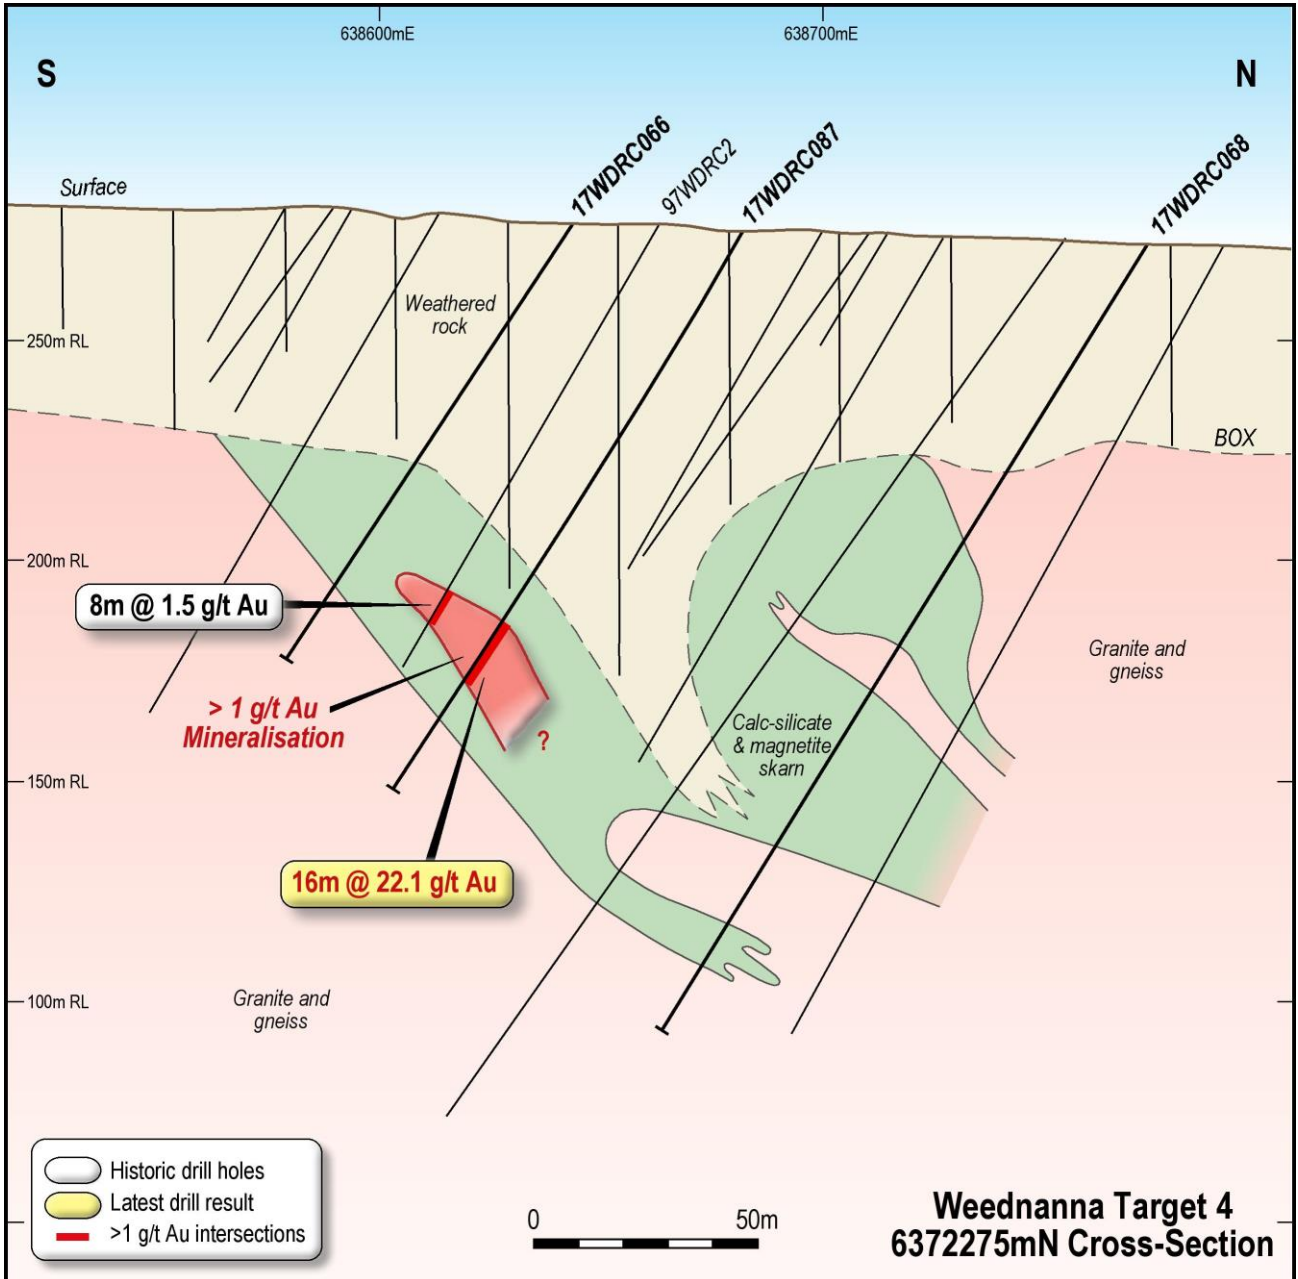 638600mE
638700mE
S
N
17WDRC066
97WDRC2
17WDRC087
17WDRC068
Surface
Weathered
rock
250m RL
BOX
200m RL
8m @ 1.5 g/t Au
Granite and
gneiss
> 1 g/t Au
Mineralisation
?
Calc-silicate
& magnetite
skarn
150m RL
16m @ 22.1 g/t Au
100m RL
Granite and
gneiss
Historic drill holes
Latest drill result
>1 g/t Au intersections
0
50m
Weednanna Target 4
6372275mN Cross-Section